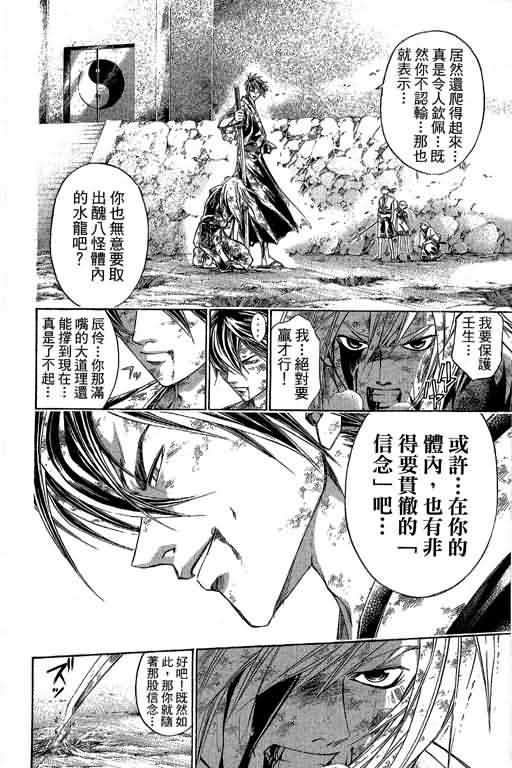 居然還爬得起來…
真是令人欽佩…既
然你不認輸…那也
就表示…
你也無意要取
出醜八怪體內
的水龍吧？
我要保護
壬生…
我…絕對要
贏才行！
…
辰伶…你那滿
嘴的大道理還
能撐到現在…
真是了不起…
或許…在你的
體內，也有非
得要貫徹的「
信念」吧…
好吧！既然如
此，那你就隨
著那股信念…